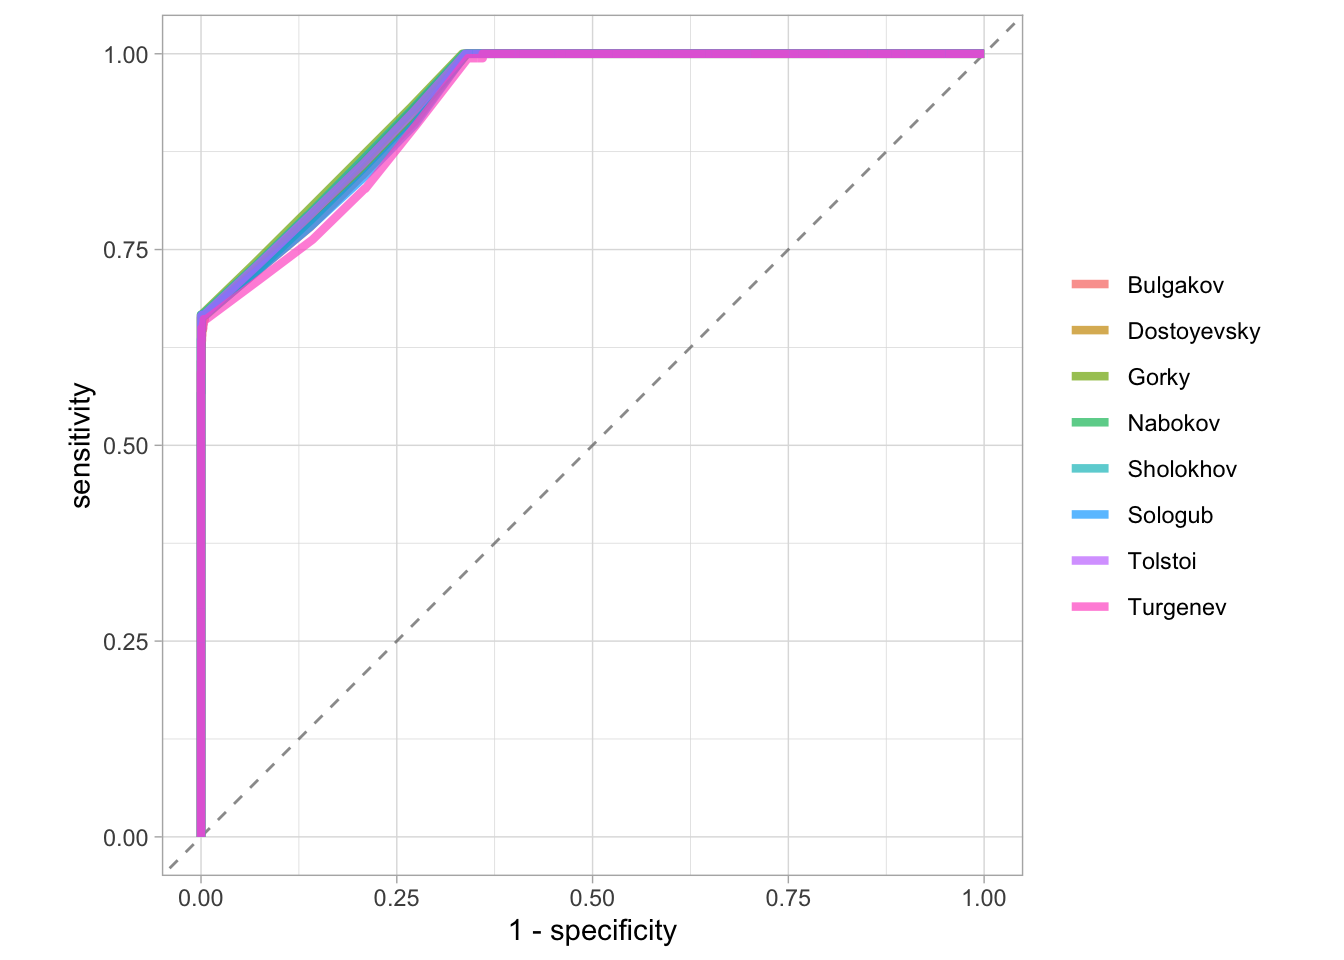 1.00
0.75
0.50
0.25
0.00
sensitivity
0.00 0.25 0.50 0.75 1.00
1 - specificity
Bulgakov
Dostoyevsky
Gorky
Nabokov
Sholokhov
Sologub
Tolstoi
Turgenev